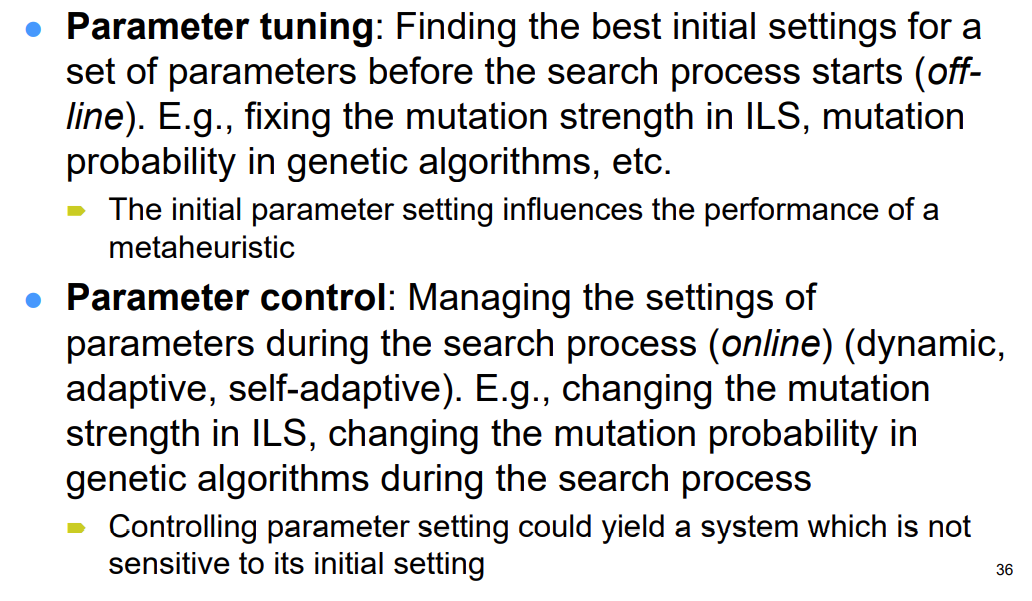 Parameter tuning: Finding the best initial settings for a
set of parameters before the search process starts (off-
line). E.g., fixing the mutation strength in ILS, mutation
probability in genetic algorithms, etc.
The initial parameter setting influences the performance of a
metaheuristic
Parameter control: Managing the settings of
parameters during the search process (online) (dynamic,
adaptive, self-adaptive). E.g., changing the mutation
strength in ILS, changing the mutation probability in
genetic algorithms during the search process
Controlling parameter setting could yield a system which is not
sensitive to its initial setting
36